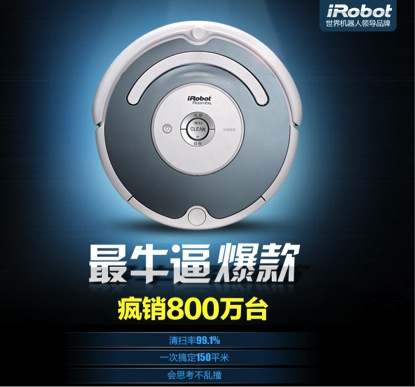 iRobot
世界机器人领导品牌
iRobot
Roomba
CLEAN
最牛逼爆款
疯销800万台
清扫率99.1%
一次搞定150平米
会思考不乱撞